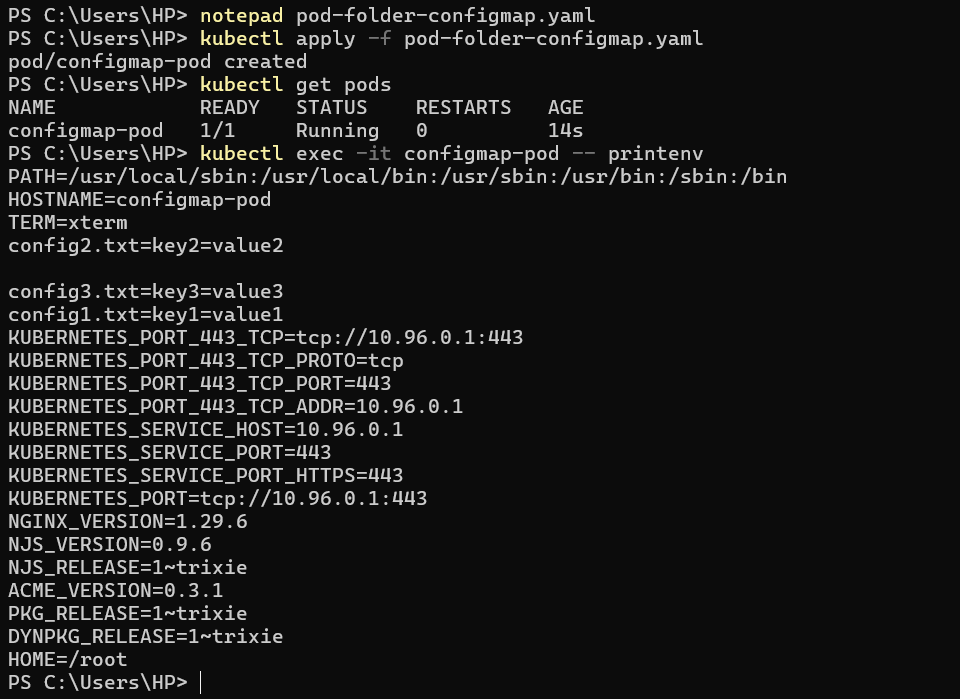 PS C:\Users\HP> notepad pod-folder-configmap.yaml
PS C:\Users\HP> kubectl apply -f pod-folder-configmap.yaml
pod/configmap-pod created
PS C:\Users\HP> kubectl get pods
NAME            READY   STATUS    RESTARTS   AGE
configmap-pod   1/1     Running   0          14s
PS C:\Users\HP> kubectl exec -it configmap-pod -- printenv
PATH=/usr/local/sbin:/usr/local/bin:/usr/sbin:/usr/bin:/sbin:/bin
HOSTNAME=configmap-pod
TERM=xterm
config2.txt=key2=value2

config3.txt=key3=value3
config1.txt=key1=value1
KUBERNETES_PORT_443_TCP=tcp://10.96.0.1:443
KUBERNETES_PORT_443_TCP_PROTO=tcp
KUBERNETES_PORT_443_TCP_PORT=443
KUBERNETES_PORT_443_TCP_ADDR=10.96.0.1
KUBERNETES_SERVICE_HOST=10.96.0.1
KUBERNETES_SERVICE_PORT=443
KUBERNETES_SERVICE_PORT_HTTPS=443
KUBERNETES_PORT=tcp://10.96.0.1:443
NGINX_VERSION=1.29.6
NJS_VERSION=0.9.6
NJS_RELEASE=1~trixie
ACME_VERSION=0.3.1
PKG_RELEASE=1~trixie
DYNPKG_RELEASE=1~trixie
HOME=/root
PS C:\Users\HP>